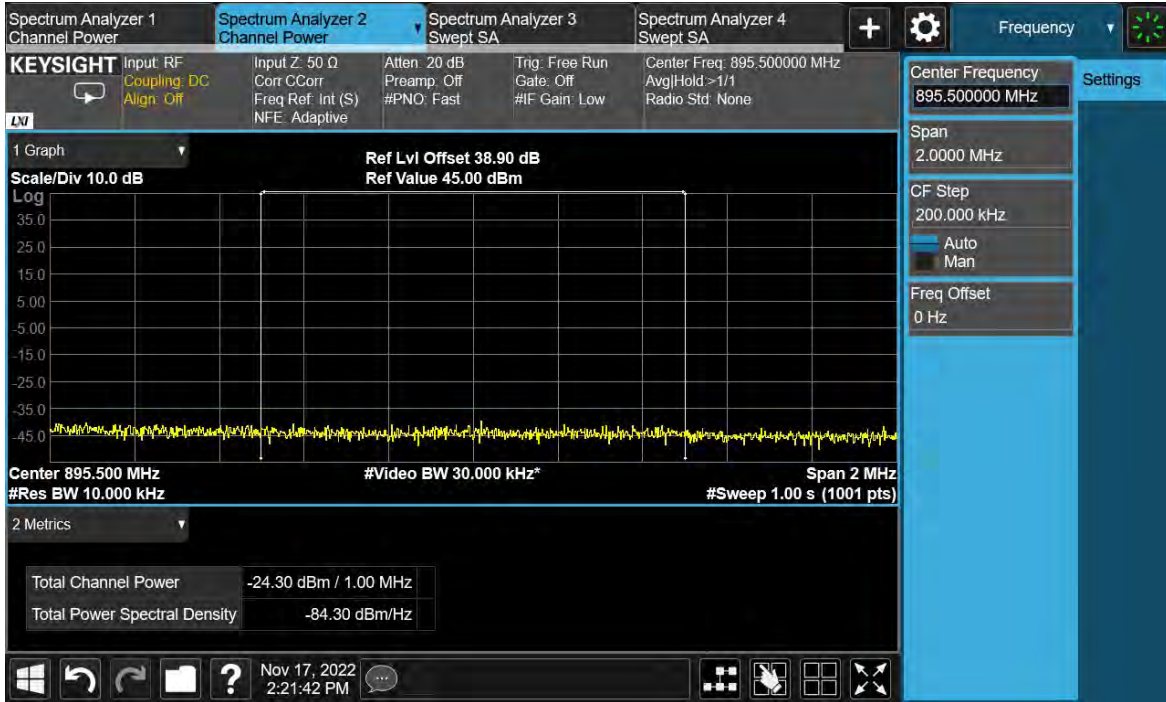 Spectrum Analyzer 1
Channel Power
Spectrum Analyzer 2
Channel Power
Spectrum Analyzer 3
Swept SA
Spectrum Analyzer 4
Swept SA
+
Frequency
KEYSIGHT
LXI
Input: RF
Coupling: DC
Align: Off
Input Z: 50 Ω
Corr CCorr
Freq Ref: Int (S)
NFE: Adaptive
Atten: 20 dB
Preamp: Off
#PNO: Fast
Trig: Free Run
Gate: Off
#IF Gain: Low
Center Freq: 895.500000 MHz
Avg|Hold:>1/1
Radio Std: None
Center Frequency
895.500000 MHz
Settings
Span
2.0000 MHz
CF Step
200.000 kHz
Auto
Man
Freq Offset
0 Hz
1 Graph
Scale/Div 10.0 dB
Ref Lvl Offset 38.90 dB
Ref Value 45.00 dBm
Log
35.0
25.0
15.0
5.00
-5.00
-15.0
-25.0
-35.0
-45.0
Center 895.500 MHz
#Video BW 30.000 kHz*
Span 2 MHz
#Res BW 10.000 kHz
#Sweep 1.00 s (1001 pts)
2 Metrics
Total Channel Power -24.30 dBm / 1.00 MHz
Total Power Spectral Density -84.30 dBm/Hz
?
Nov 17, 2022
2:21:42 PM